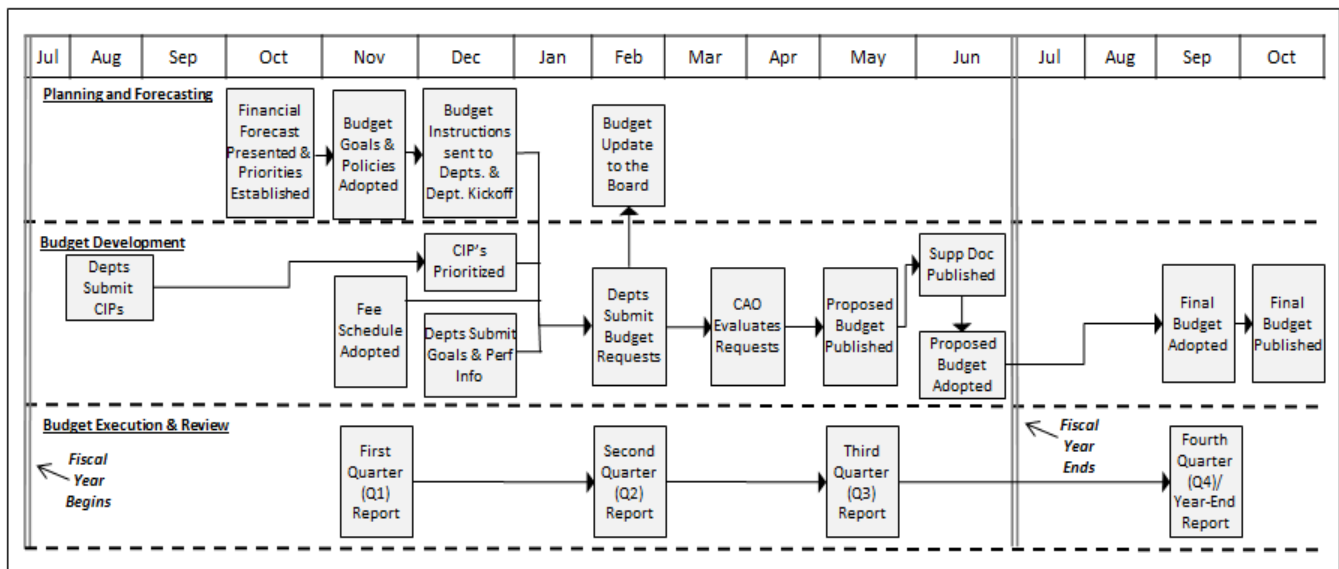 Jul Aug Sep Oct Nov Dec Jan Feb Mar Apr May Jun Jul Aug Sep Oct
Planning and Forecasting
Financial
Forecast
Presented &
Priorities
Established
Budget
Goals &
Policies
Adopted
Budget
Instructions
sent to
Depts. &
Dept. Kickoff
Budget
Update
to the
Board
Budget Development
Depts
Submit
CIPs
CIP's
Prioritized
Fee
Schedule
Adopted
Depts Submit
Goals & Perf
Info
Depts
Submit
Budget
Requests
CAO
Evaluates
Requests
Proposed
Budget
Published
Supp Doc
Published
Proposed
Budget
Adopted
Final
Budget
Adopted
Final
Budget
Published
Budget Execution & Review
Fiscal
Year
Begins
First
Quarter
(Q1)
Report
Second
Quarter
(Q2)
Report
Third
Quarter
(Q3)
Report
Fiscal
Year
Ends
Fourth
Quarter
(Q4)/
Year-End
Report